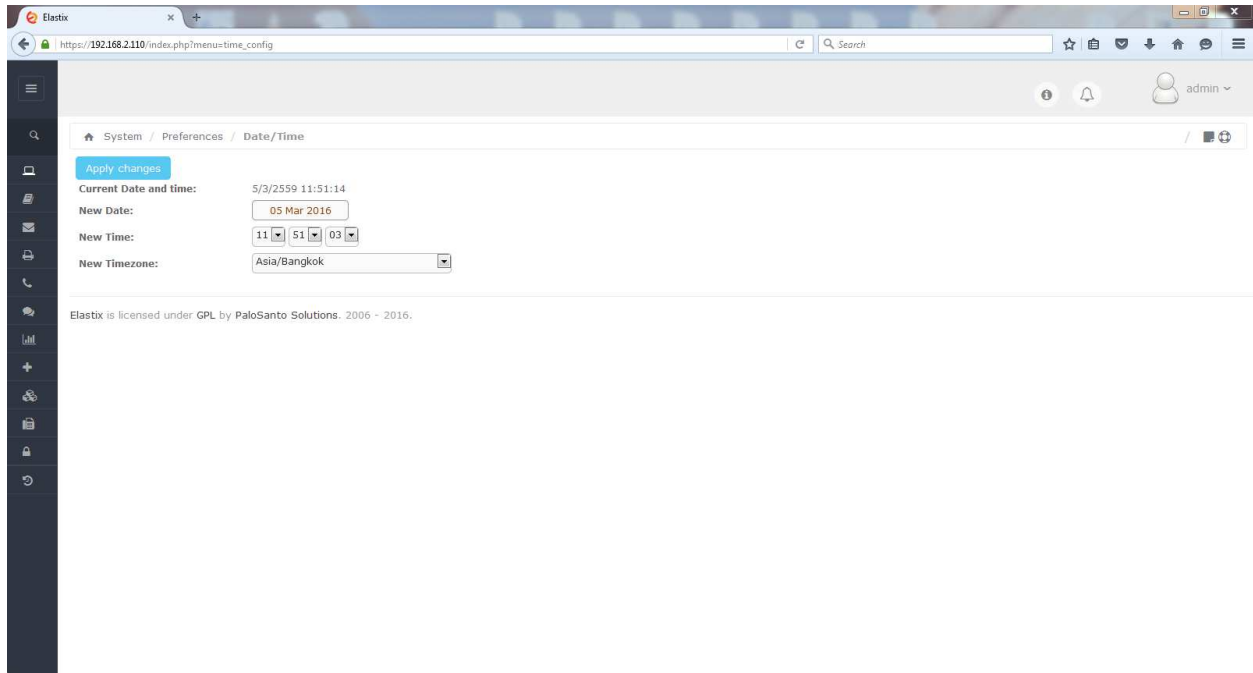 Elastix
https://192.168.2.110/index.php?menu=time_config
Search
admin
System / Preferences / Date/Time
/
Apply changes
Current Date and time: 5/3/2559 11:51:14
New Date: 05 Mar 2016
New Time: 11 51 03
New Timezone: Asia/Bangkok
Elastix is licensed under GPL by PaloSanto Solutions. 2006 - 2016.